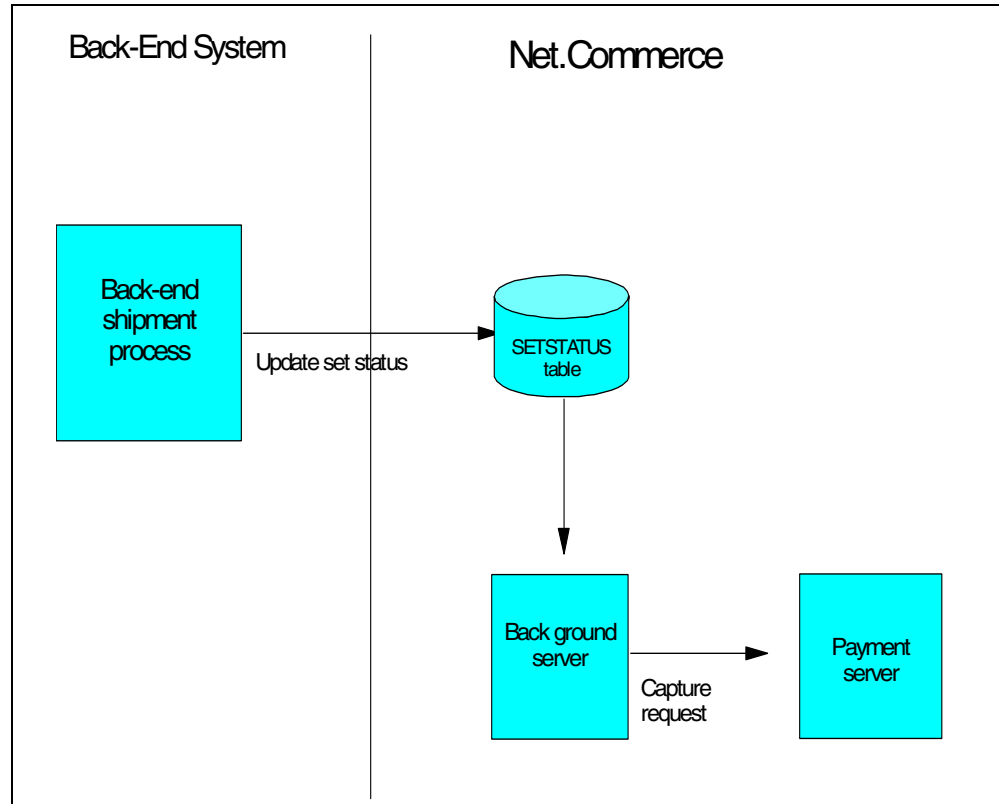 Back-End System
Net.Commerce
Back-end
shipment
process
Update set status
SETSTATUS
table
Back ground
server
Capture
request
Payment
server